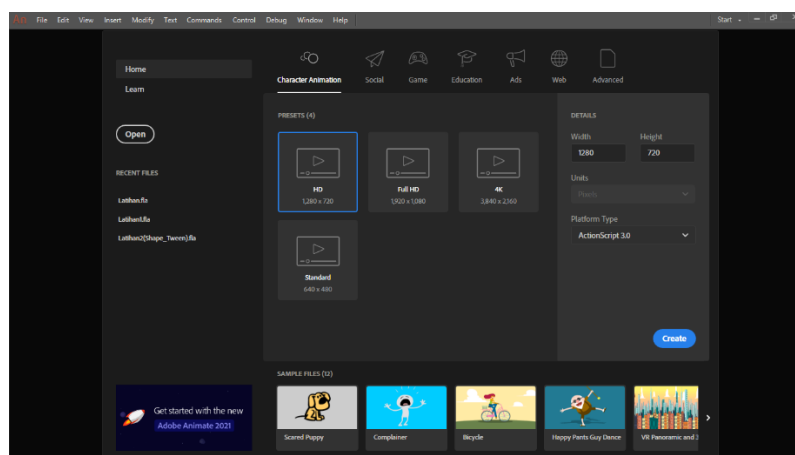 An File Edit View Insert Modify Text Commands Control Debug Window Help Start
Home
Learn
Open
RECENT FILES
Latihan.fla
Latihan1.fla
Latihan2(Shape_Tween).fla
Get started with the new
Adobe Animate 2021
Character Animation Social Game Education Ads Web Advanced
PRESETS (4)
HD
1,280 x 720
Full HD
1,920 x 1,080
4K
3,840 x 2,160
Standard
640 x 480
DETAILS
Width Height
1280 720
Units
Pixels
Platform Type
ActionScript 3.0
Create
SAMPLE FILES (12)
Scared Puppy Complainer Bicycle Happy Pants Guy Dance VR Panoramic and 3